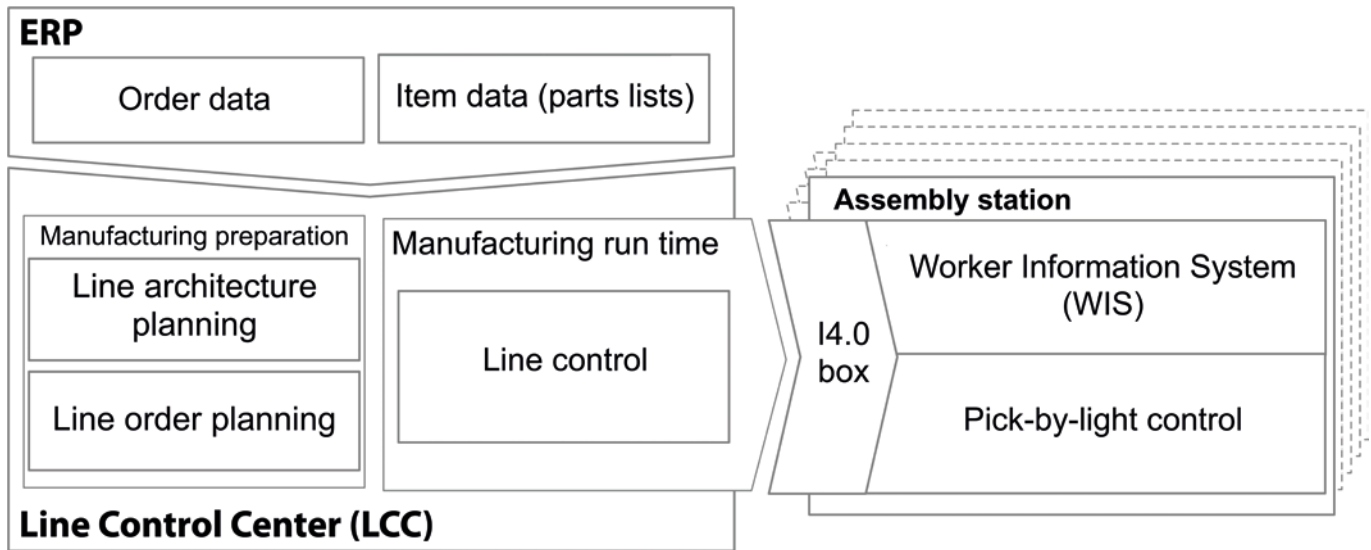 ERP
Order data
Item data (parts lists)
Manufacturing preparation
Line architecture
planning
Line order planning
Manufacturing run time
Line control
Line Control Center (LCC)
Assembly station
I4.0
box
Worker Information System
(WIS)
Pick-by-light control